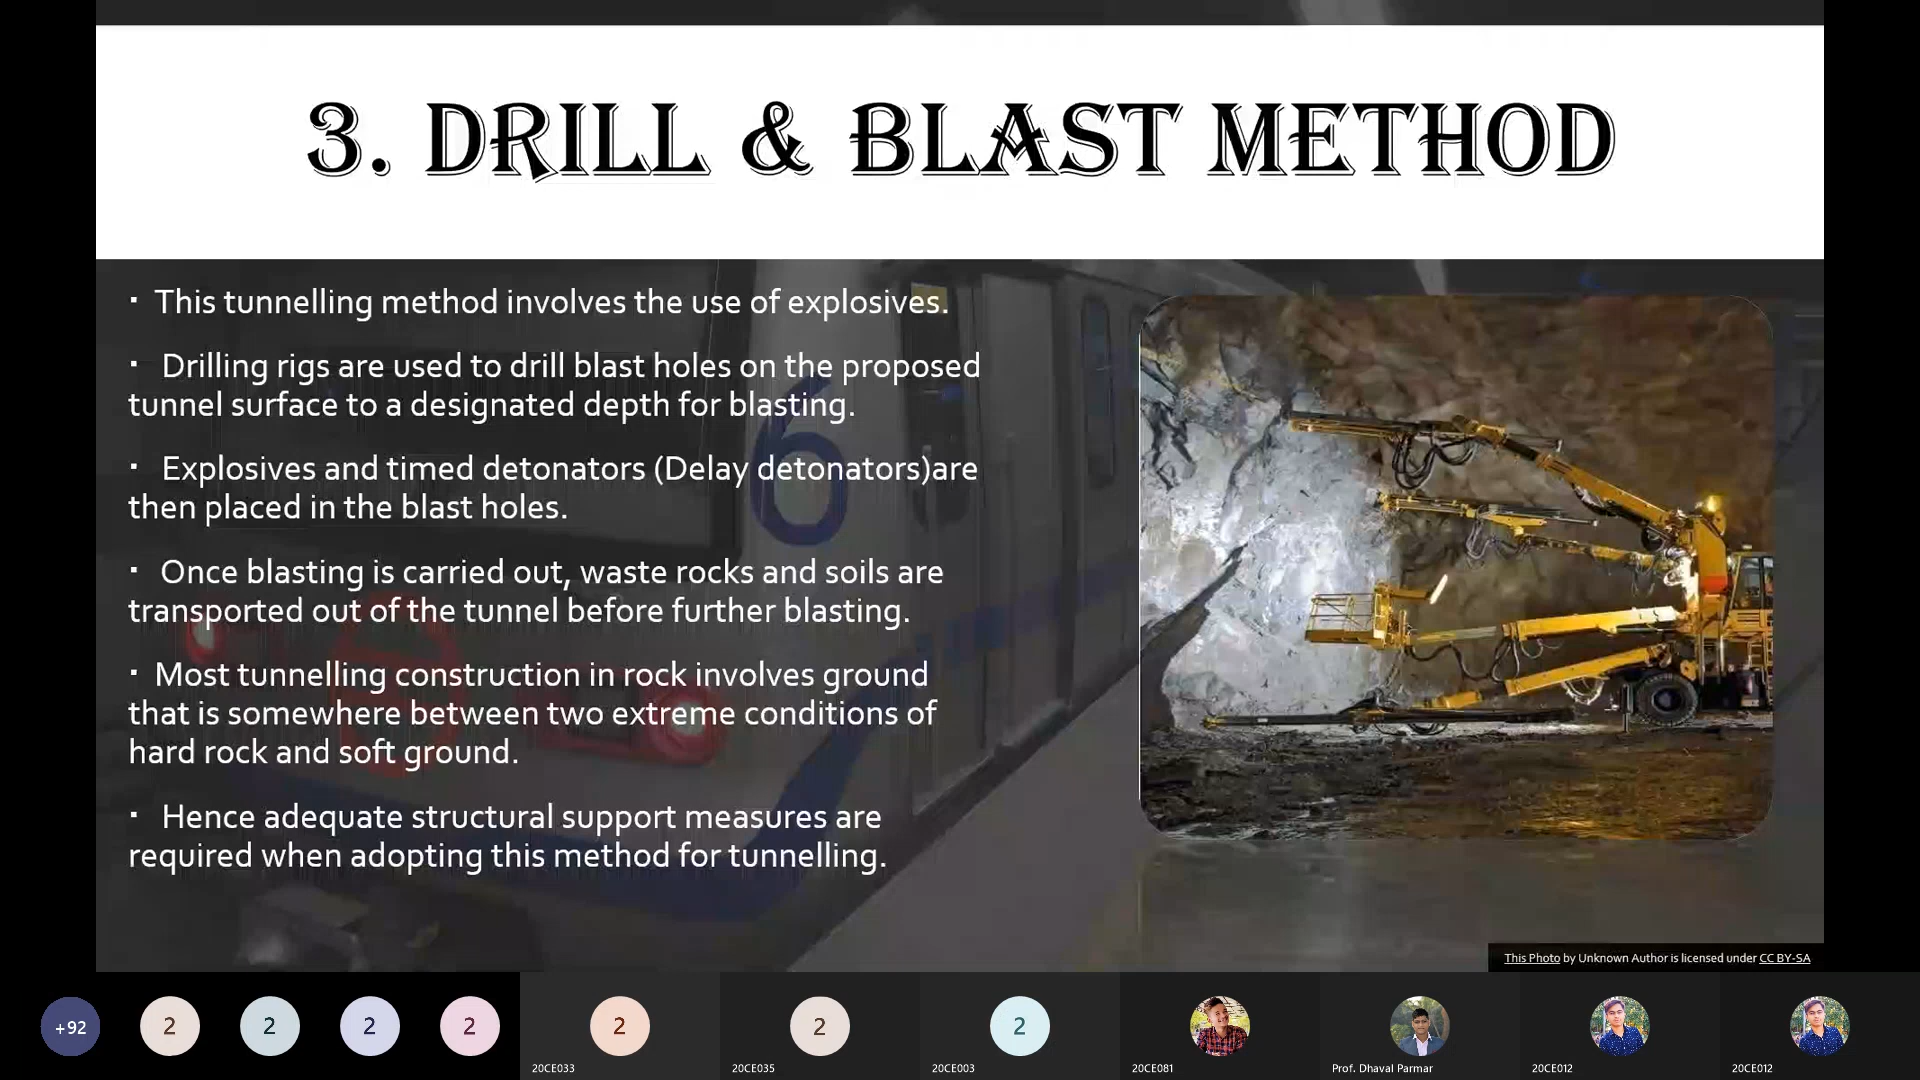 3. DRILL & BLAST METHOD
▪ This tunnelling method involves the use of explosives.
▪ Drilling rigs are used to drill blast holes on the proposed
tunnel surface to a designated depth for blasting.
▪ Explosives and timed detonators (Delay detonators)are
then placed in the blast holes.
▪ Once blasting is carried out, waste rocks and soils are
transported out of the tunnel before further blasting.
▪ Most tunnelling construction in rock involves ground
that is somewhere between two extreme conditions of
hard rock and soft ground.
▪ Hence adequate structural support measures are
required when adopting this method for tunnelling.
6
This Photo by Unknown Author is licensed under CC BY-SA
+92 2 2 2 2 2 2 2
20CE033 20CE035 20CE003 20CE081 Prof. Dhaval Parmar 20CE012 20CE012